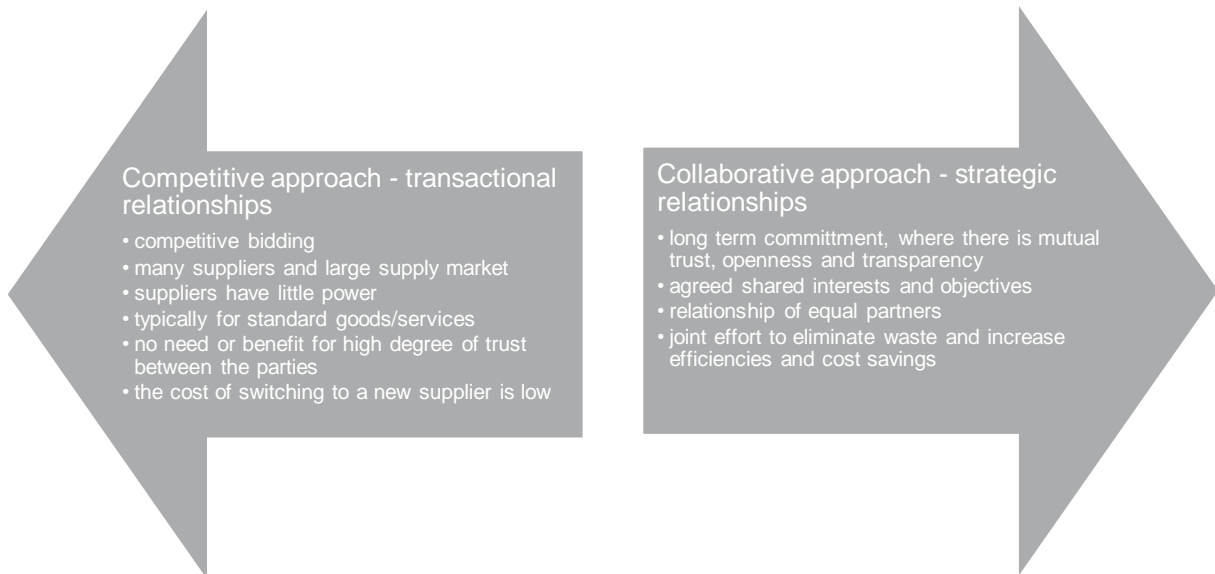 Competitive approach - transactional
relationships
• competitive bidding
• many suppliers and large supply market
• suppliers have little power
• typically for standard goods/services
• no need or benefit for high degree of trust
between the parties
• the cost of switching to a new supplier is low
Collaborative approach - strategic
relationships
• long term committment, where there is mutual
trust, openness and transparency
• agreed shared interests and objectives
• relationship of equal partners
• joint effort to eliminate waste and increase
efficiencies and cost savings